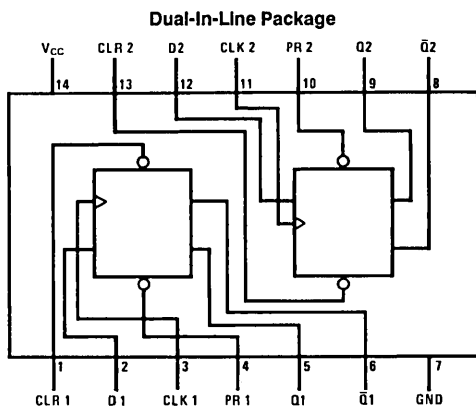 Dual-In-Line Package
VCC CLR 2 D2 CLK 2 PR 2 Q2 Q̅2
14 13 12 11 10 9 8
1 2 3 4 5 6 7
CLR 1 D1 CLK 1 PR 1 Q1 Q̅1 GND